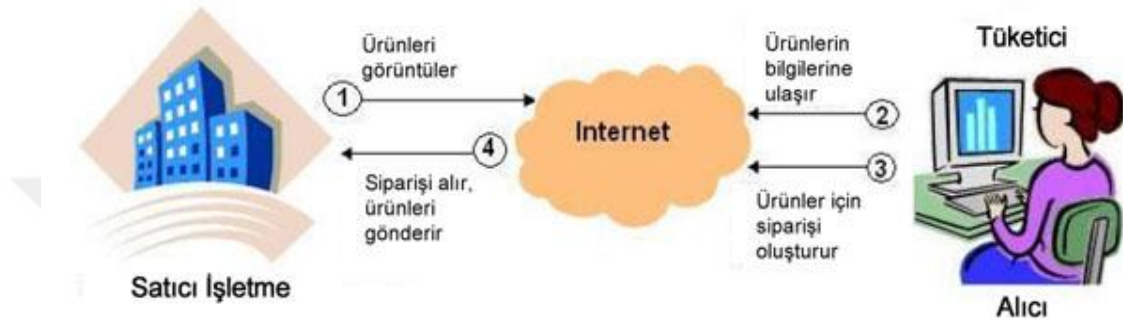 Ürünleri
görüntüler
1
Satıcı İşletme
4
Siparişi alır,
ürünleri
gönderir
Internet
Ürünlerin
bilgilerine
ulaşır
2
3
Ürünler için
siparişi
oluşturur
Tüketici
Alıcı